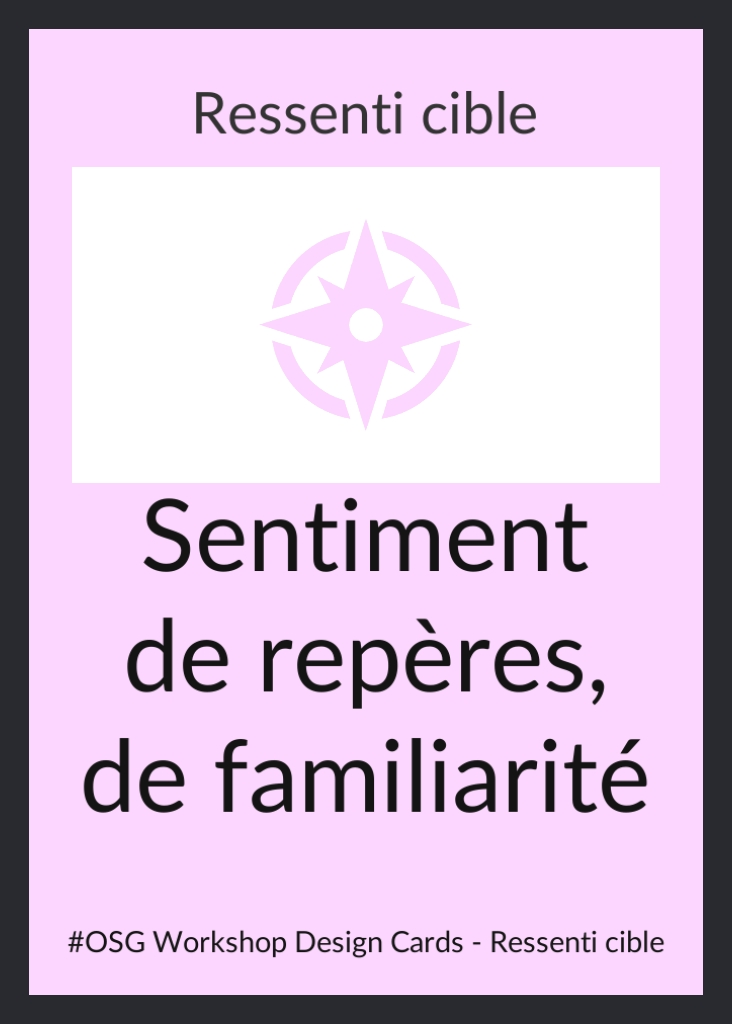 Ressenti cible
Sentiment
de repères,
de familiarité
#OSG Workshop Design Cards - Ressenti cible